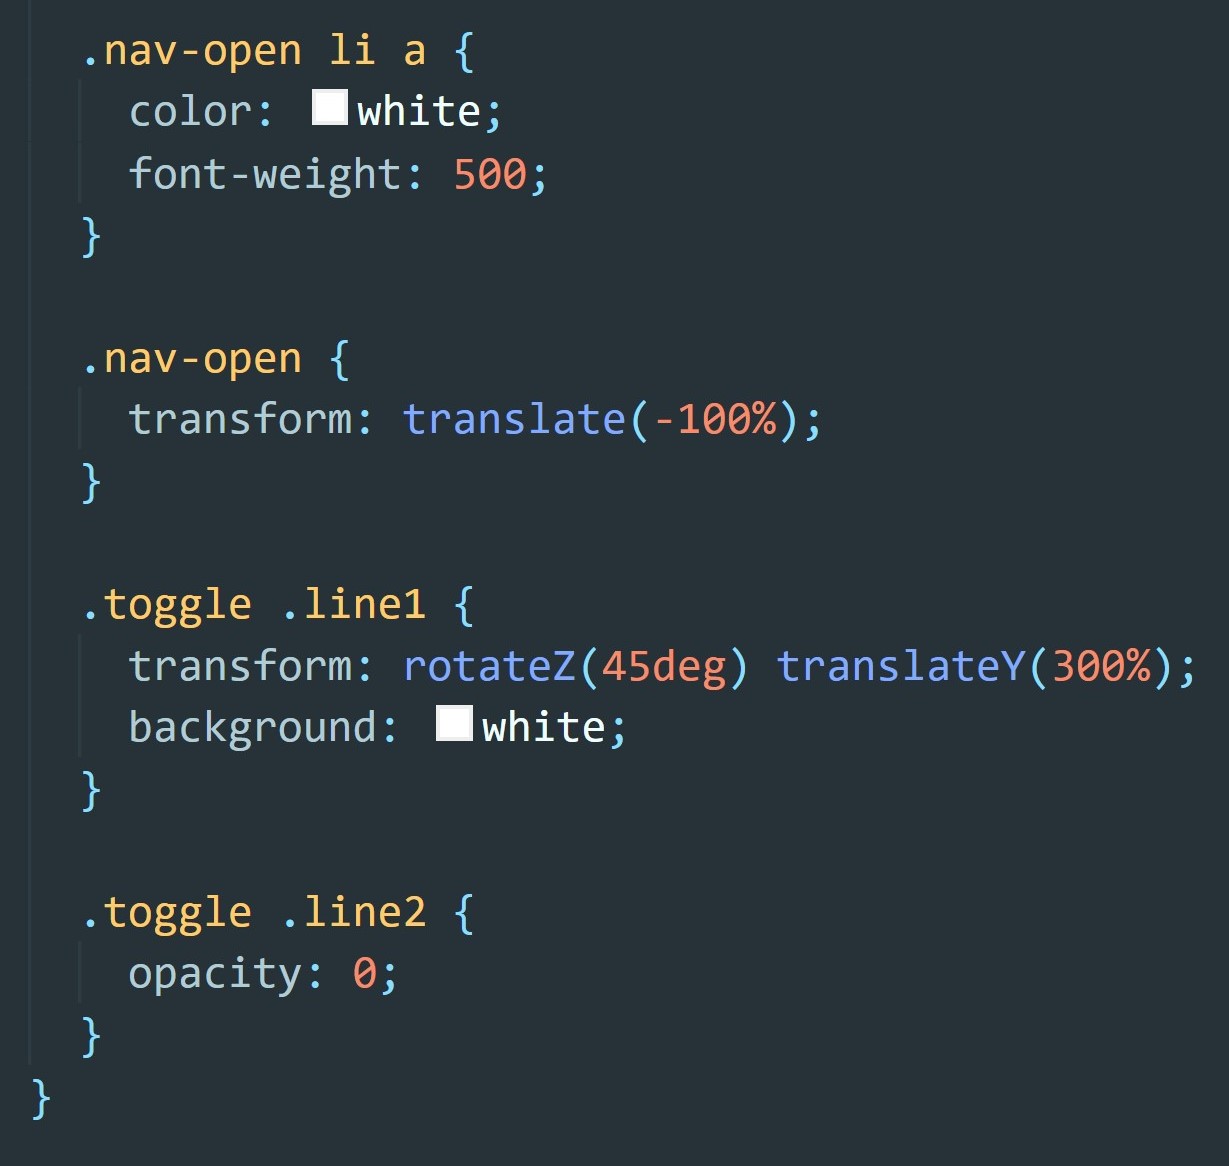 .nav-open li a {
color: white;
font-weight: 500;
}
.nav-open {
transform: translate(-100%);
}
.toggle .line1 {
transform: rotateZ(45deg) translateY(300%);
background: white;
}
.toggle .line2 {
opacity: 0;
}
}